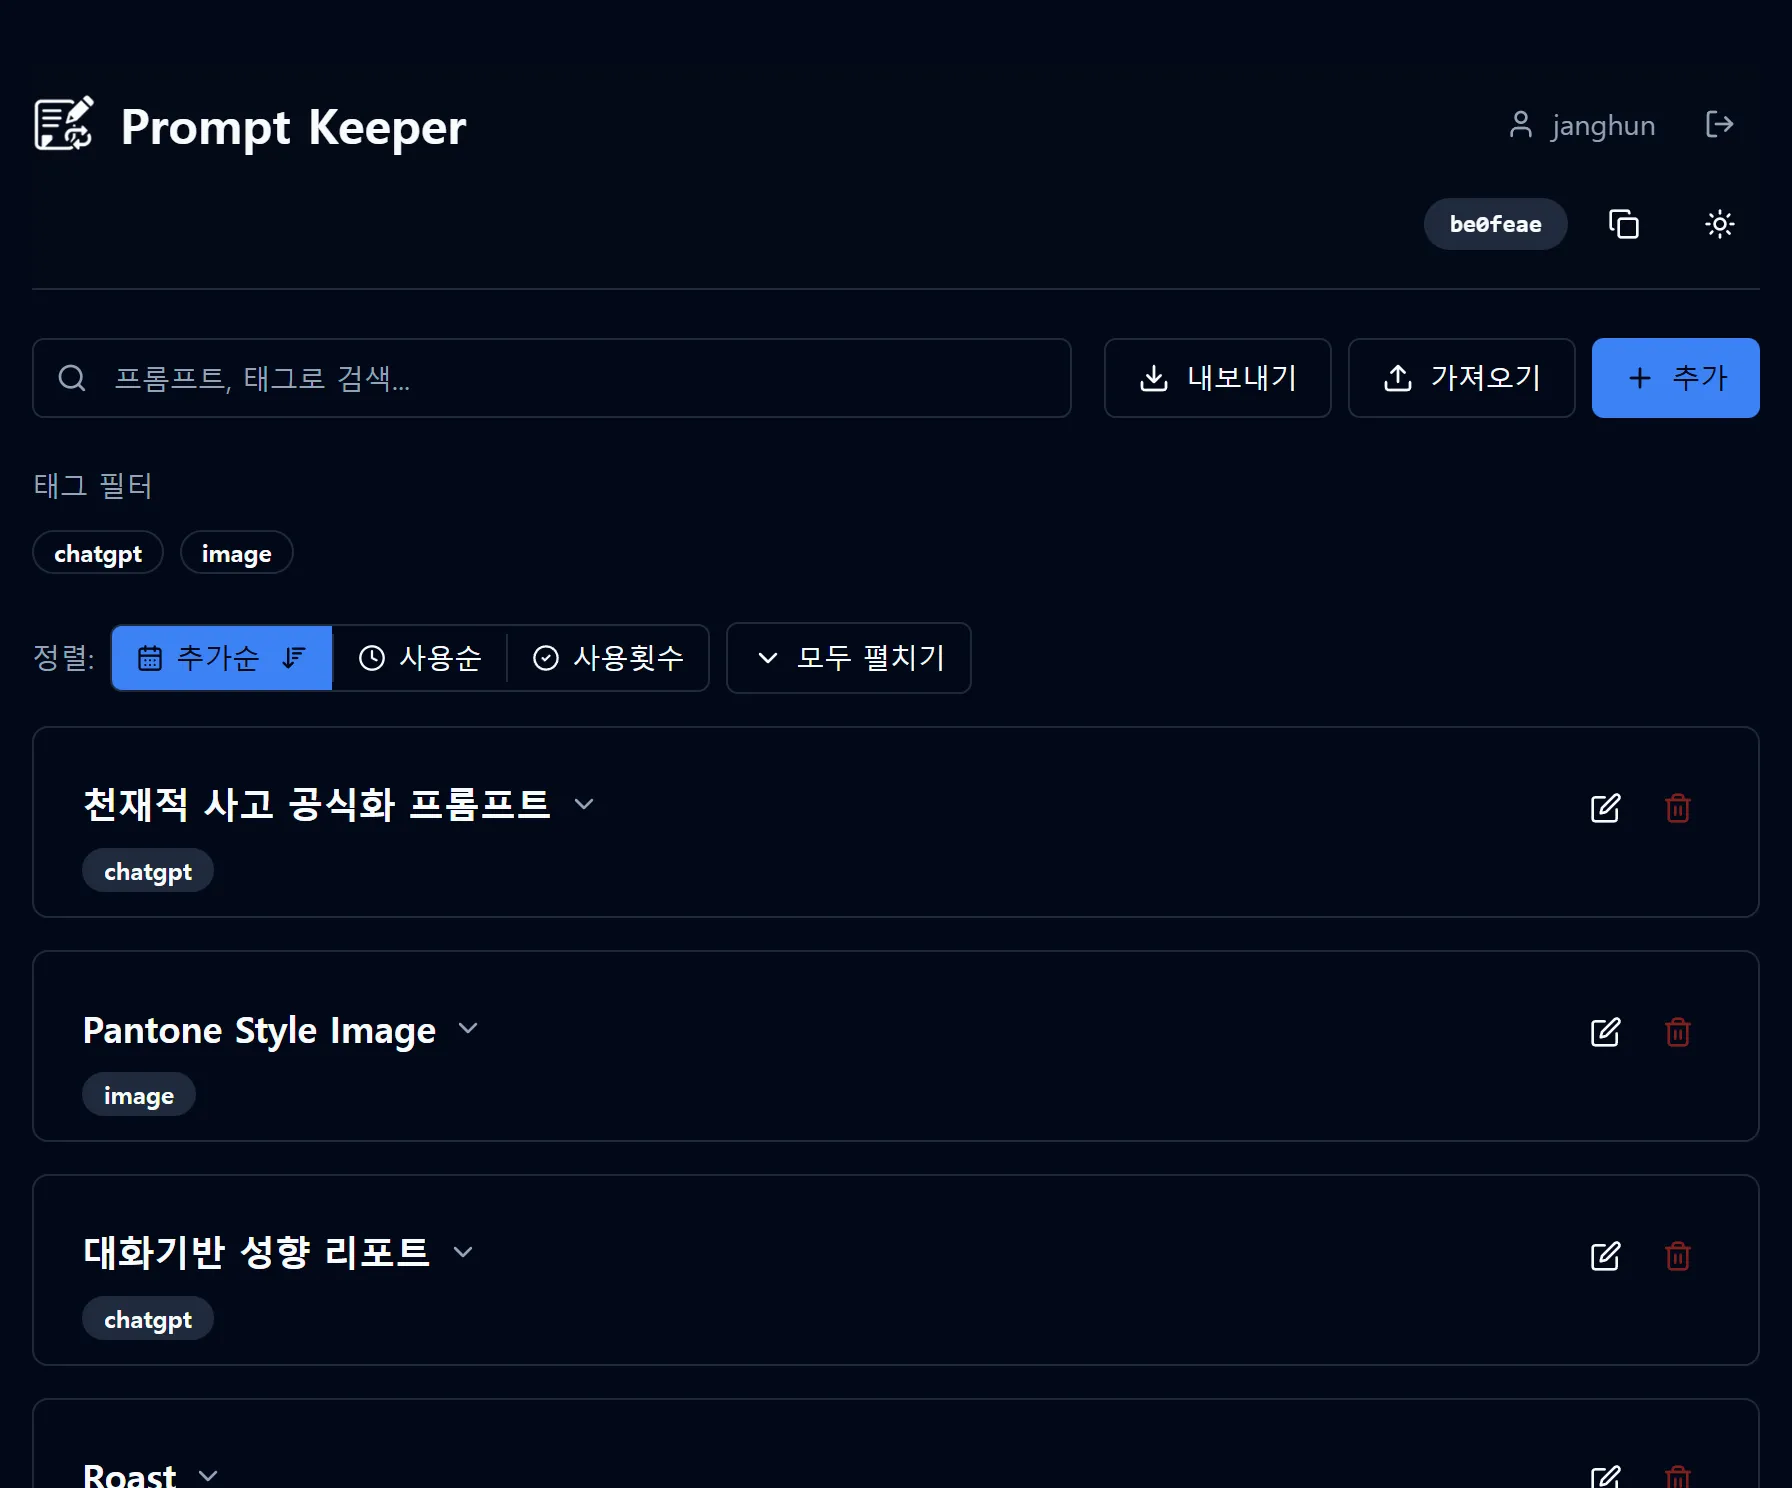 Prompt Keeper
janghun
be0feae
프롬프트, 태그로 검색...
내보내기
가져오기
추가
태그 필터
chatgpt
image
정렬:
추가순
사용순
사용횟수
모두 펼치기
천재적 사고 공식화 프롬프트
chatgpt
Pantone Style Image
image
대화기반 성향 리포트
chatgpt
Roast